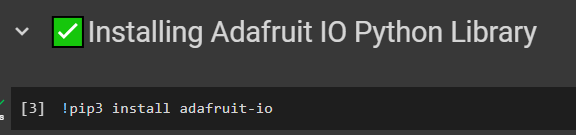 ✅Installing Adafruit IO Python Library
[3] !pip3 install adafruit-io
s